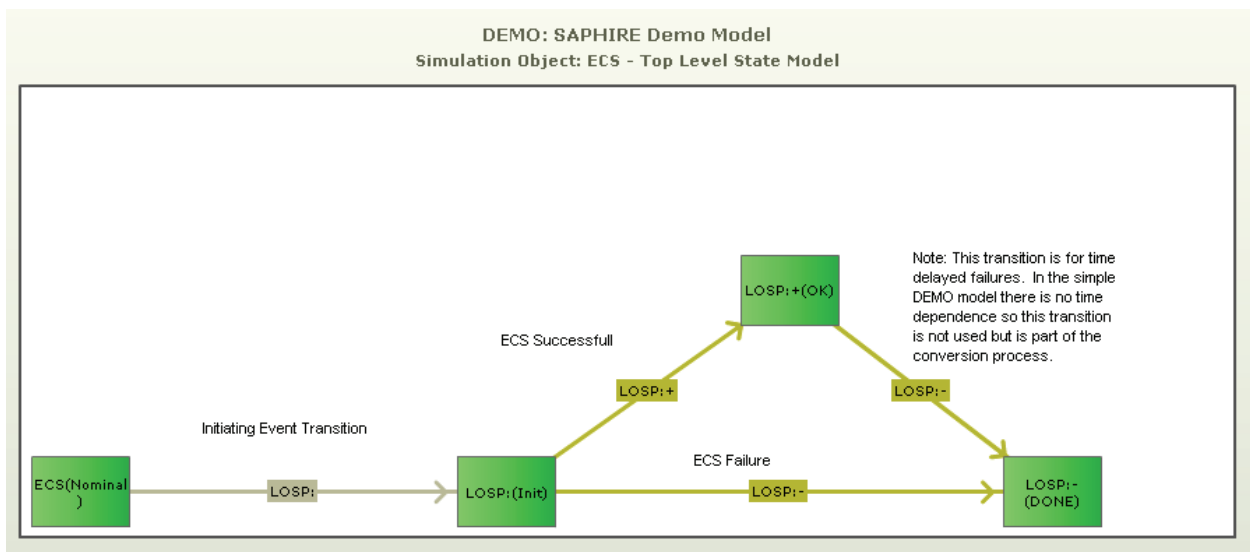 DEMO: SAPHIRE Demo Model
Simulation Object: ECS - Top Level State Model
Note: This transition is for time
delayed failures. In the simple
DEMO model there is no time
dependence so this transition
is not used but is part of the
conversion process.
LOSP:+(OK)
ECS Successfull
LOSP:+
LOSP:-
Initiating Event Transition
ECS Failure
ECS(Nominal
)
LOSP:
LOSP:(Init)
LOSP:-
LOSP:-
(DONE)